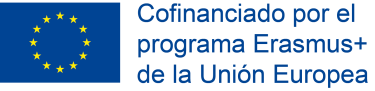 Cofinanciado por el
programa Erasmus+
de la Unión Europea